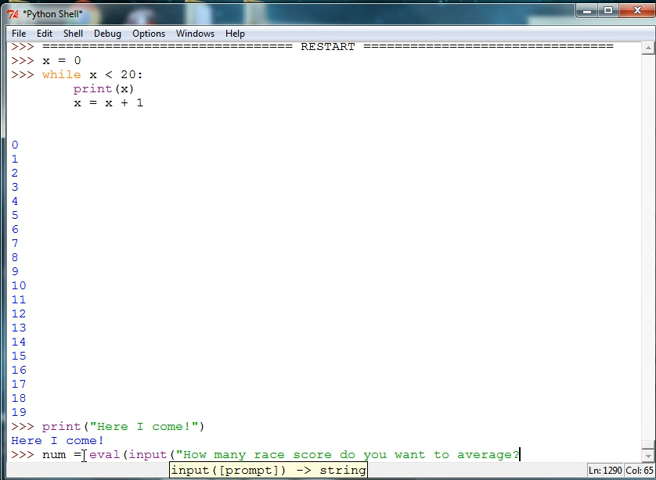 *Python Shell*
File Edit Shell Debug Options Windows Help
>>> ================================ RESTART ================================
>>> x = 0
>>> while x < 20:
print(x)
x = x + 1
0
1
2
3
4
5
6
7
8
9
10
11
12
13
14
15
16
17
18
19
>>> print("Here I come!")
Here I come!
>>> num = eval(input("How many race score do you want to average?
input([prompt]) -> string
Ln: 1290 Col: 65